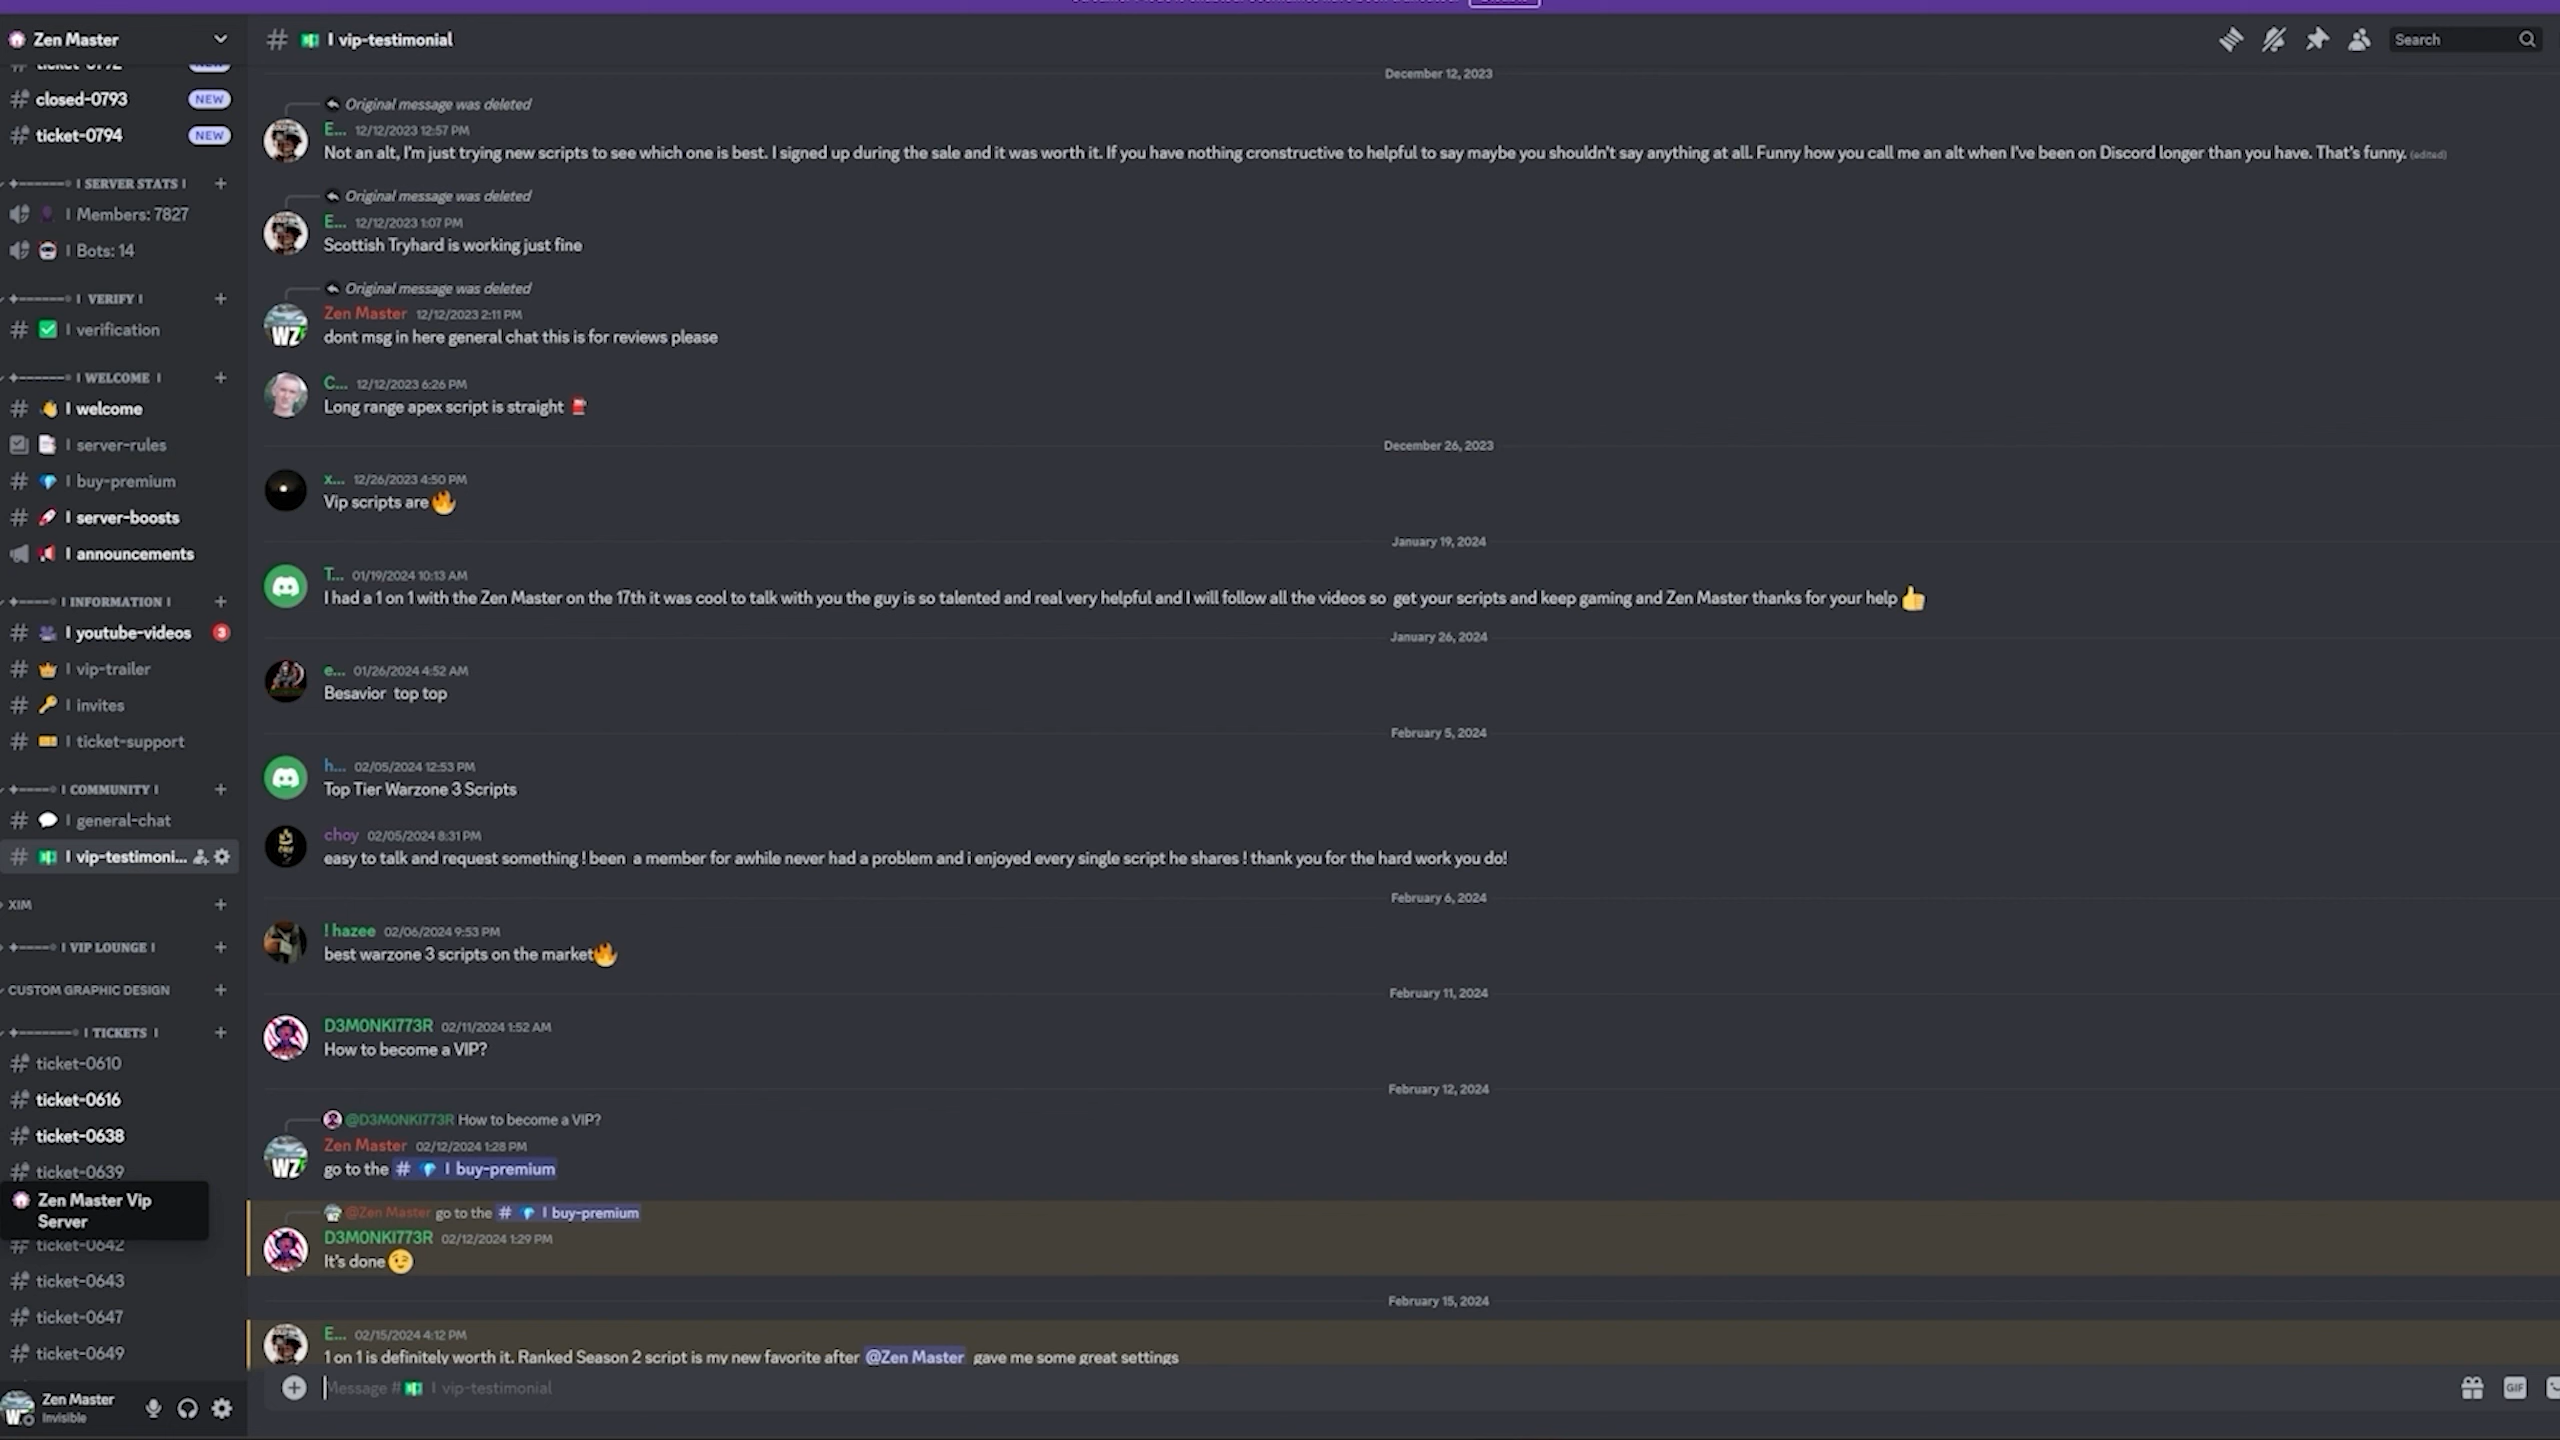 Zen Master
closed-0793 NEW
ticket-0794 NEW
I SERVER STATS I
I Members: 7827
I Bots: 14
I VERIFY I
I verification
I WELCOME I
I welcome
I server-rules
I buy-premium
I server-boosts
I announcements
I INFORMATION I
I youtube-videos 3
I vip-trailer
I invites
I ticket-support
I COMMUNITY I
I general-chat
I vip-testimoni...
XIM
I VIP LOUNGE I
CUSTOM GRAPHIC DESIGN
I TICKETS I
ticket-0610
ticket-0616
ticket-0638
ticket-0639
Zen Master Vip
Server
ticket-0642
ticket-0643
ticket-0647
ticket-0649
Zen Master
Invisible
# I vip-testimonial
Search
December 12, 2023
Original message was deleted
E... 12/12/2023 12:57 PM
Not an alt, I'm just trying new scripts to see which one is best. I signed up during the sale and it was worth it. If you have nothing cronstructive to helpful to say maybe you shouldn't say anything at all. Funny how you call me an alt when I've been on Discord longer than you have. That's funny. (edited)
Original message was deleted
E... 12/12/2023 1:07 PM
Scottish Tryhard is working just fine
Original message was deleted
Zen Master 12/12/2023 2:11 PM
dont msg in here general chat this is for reviews please
C... 12/12/2023 6:26 PM
Long range apex script is straight ⛽
December 26, 2023
x... 12/26/2023 4:50 PM
Vip scripts are 🔥
January 19, 2024
T... 01/19/2024 10:13 AM
I had a 1 on 1 with the Zen Master on the 17th it was cool to talk with you the guy is so talented and real very helpful and I will follow all the videos so get your scripts and keep gaming and Zen Master thanks for your help 👍
January 26, 2024
e... 01/26/2024 4:52 AM
Besavior top top
February 5, 2024
h... 02/05/2024 12:53 PM
Top Tier Warzone 3 Scripts
choy 02/05/2024 8:31 PM
easy to talk and request something ! been a member for awhile never had a problem and i enjoyed every single script he shares ! thank you for the hard work you do!
February 6, 2024
! hazee 02/06/2024 9:53 PM
best warzone 3 scripts on the market🔥
February 11, 2024
D3M0NKI773R 02/11/2024 1:52 AM
How to become a VIP?
February 12, 2024
@D3M0NKI773R How to become a VIP?
Zen Master 02/12/2024 1:28 PM
go to the # 💎 I buy-premium
@Zen Master go to the # 💎 I buy-premium
D3M0NKI773R 02/12/2024 1:29 PM
It's done 😉
February 15, 2024
E... 02/15/2024 4:12 PM
1 on 1 is definitely worth it. Ranked Season 2 script is my new favorite after @Zen Master gave me some great settings
Message # I vip-testimonial
GIF